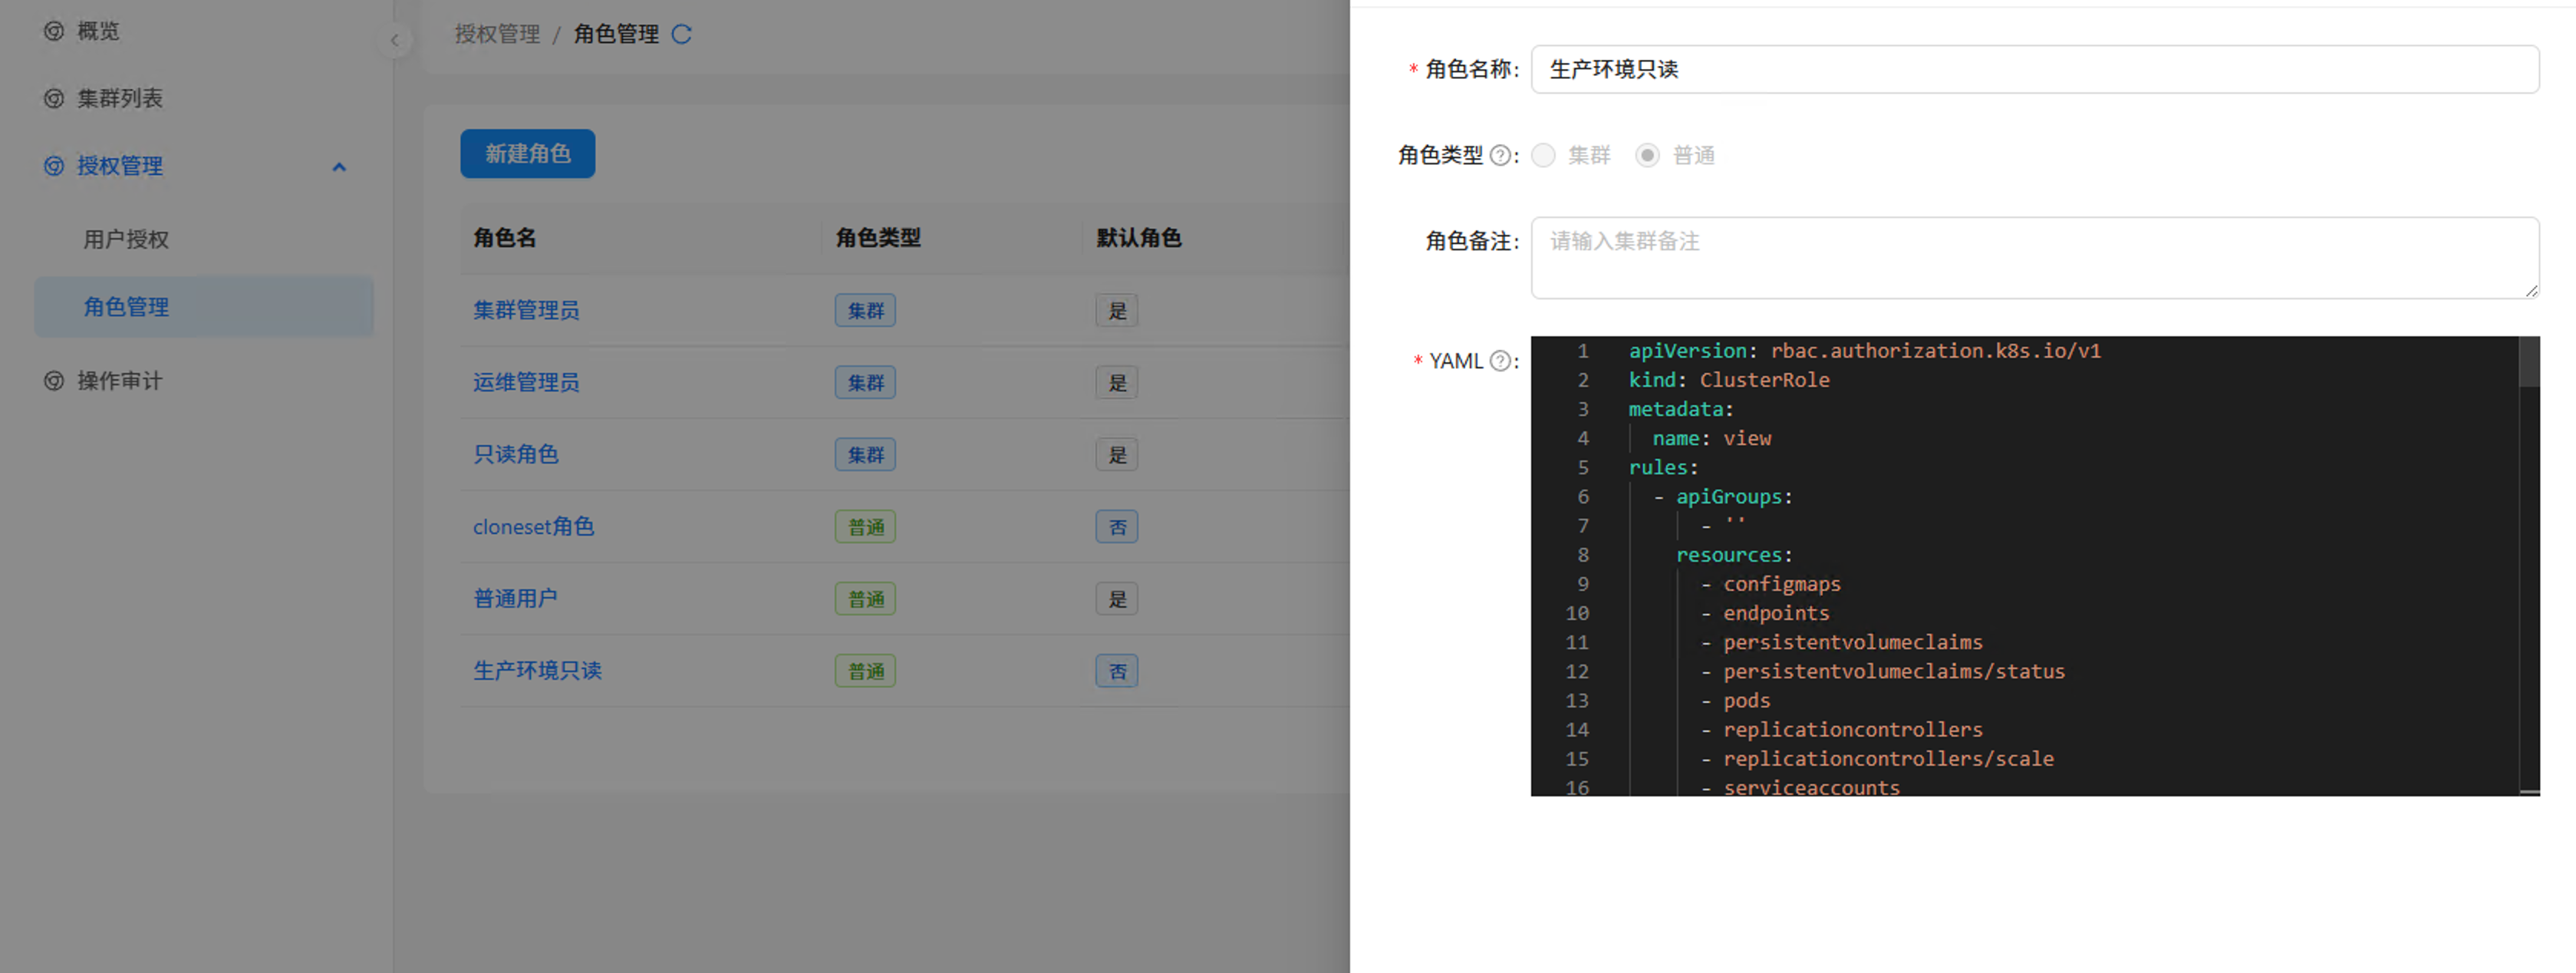 概览
集群列表
授权管理
用户授权
角色管理
操作审计
授权管理 / 角色管理
新建角色
角色名 角色类型 默认角色
集群管理员 集群 是
运维管理员 集群 是
只读角色 集群 是
cloneset角色 普通 否
普通用户 普通 是
生产环境只读 普通 否
* 角色名称: 生产环境只读
角色类型 ? : 集群 普通
角色备注: 请输入集群备注
* YAML ? :
1 apiVersion: rbac.authorization.k8s.io/v1
2 kind: ClusterRole
3 metadata:
4 name: view
5 rules:
6 - apiGroups:
7 - ''
8 resources:
9 - configmaps
10 - endpoints
11 - persistentvolumeclaims
12 - persistentvolumeclaims/status
13 - pods
14 - replicationcontrollers
15 - replicationcontrollers/scale
16 - serviceaccounts